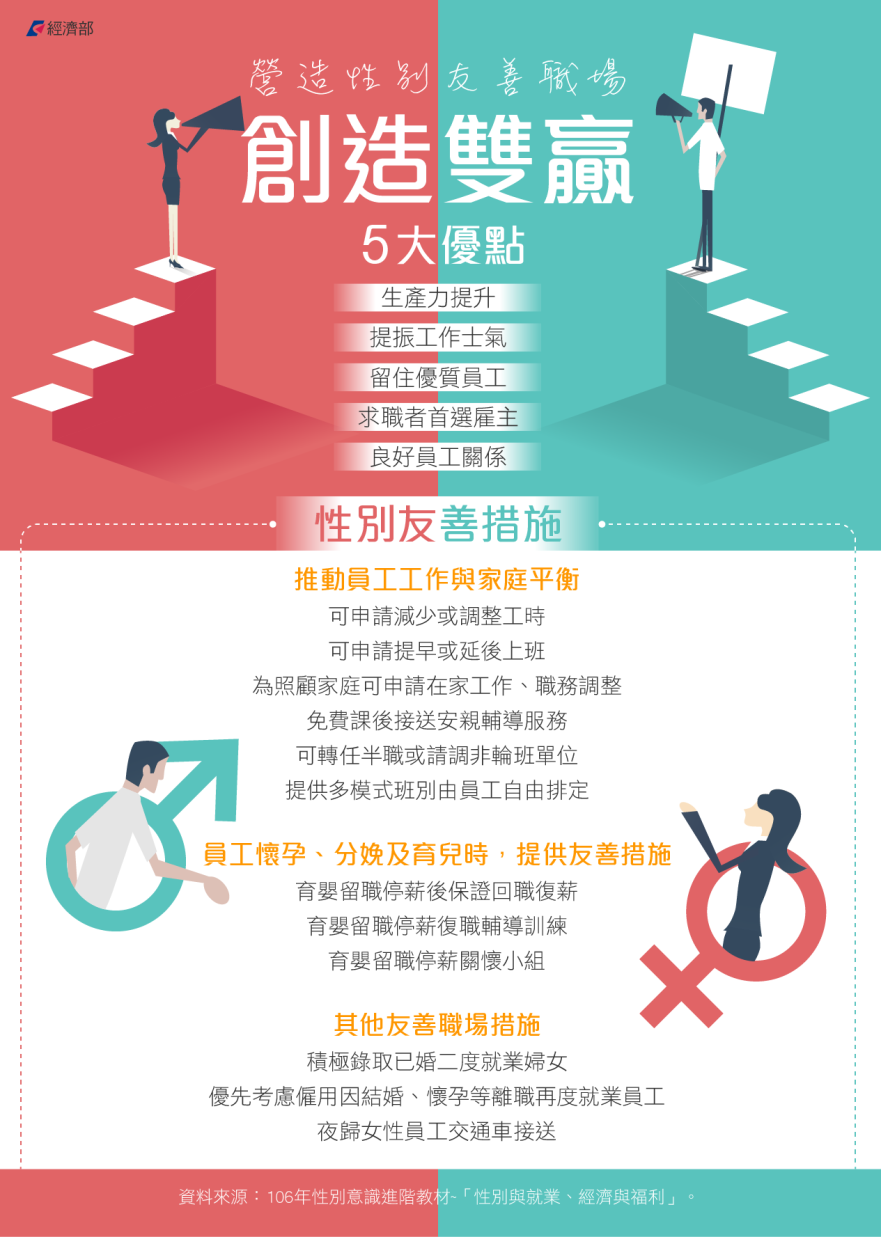 經濟部
營造性別友善職場
創造雙贏
5大優點
生產力提升
提振工作士氣
留住優質員工
求職者首選雇主
良好員工關係
性別友善措施
推動員工工作與家庭平衡
可申請減少或調整工時
可申請提早或延後上班
為照顧家庭可申請在家工作、職務調整
免費課後接送安親輔導服務
可轉任半職或請調非輪班單位
提供多模式班別由員工自由排定
員工懷孕、分娩及育兒時，提供友善措施
育嬰留職停薪後保證回職復薪
育嬰留職停薪復職輔導訓練
育嬰留職停薪關懷小組
其他友善職場措施
積極錄取已婚二度就業婦女
優先考慮僱用因結婚、懷孕等離職再度就業員工
夜歸女性員工交通車接送
資料來源：106年性別意識進階教材~「性別與就業、經濟與福利」。